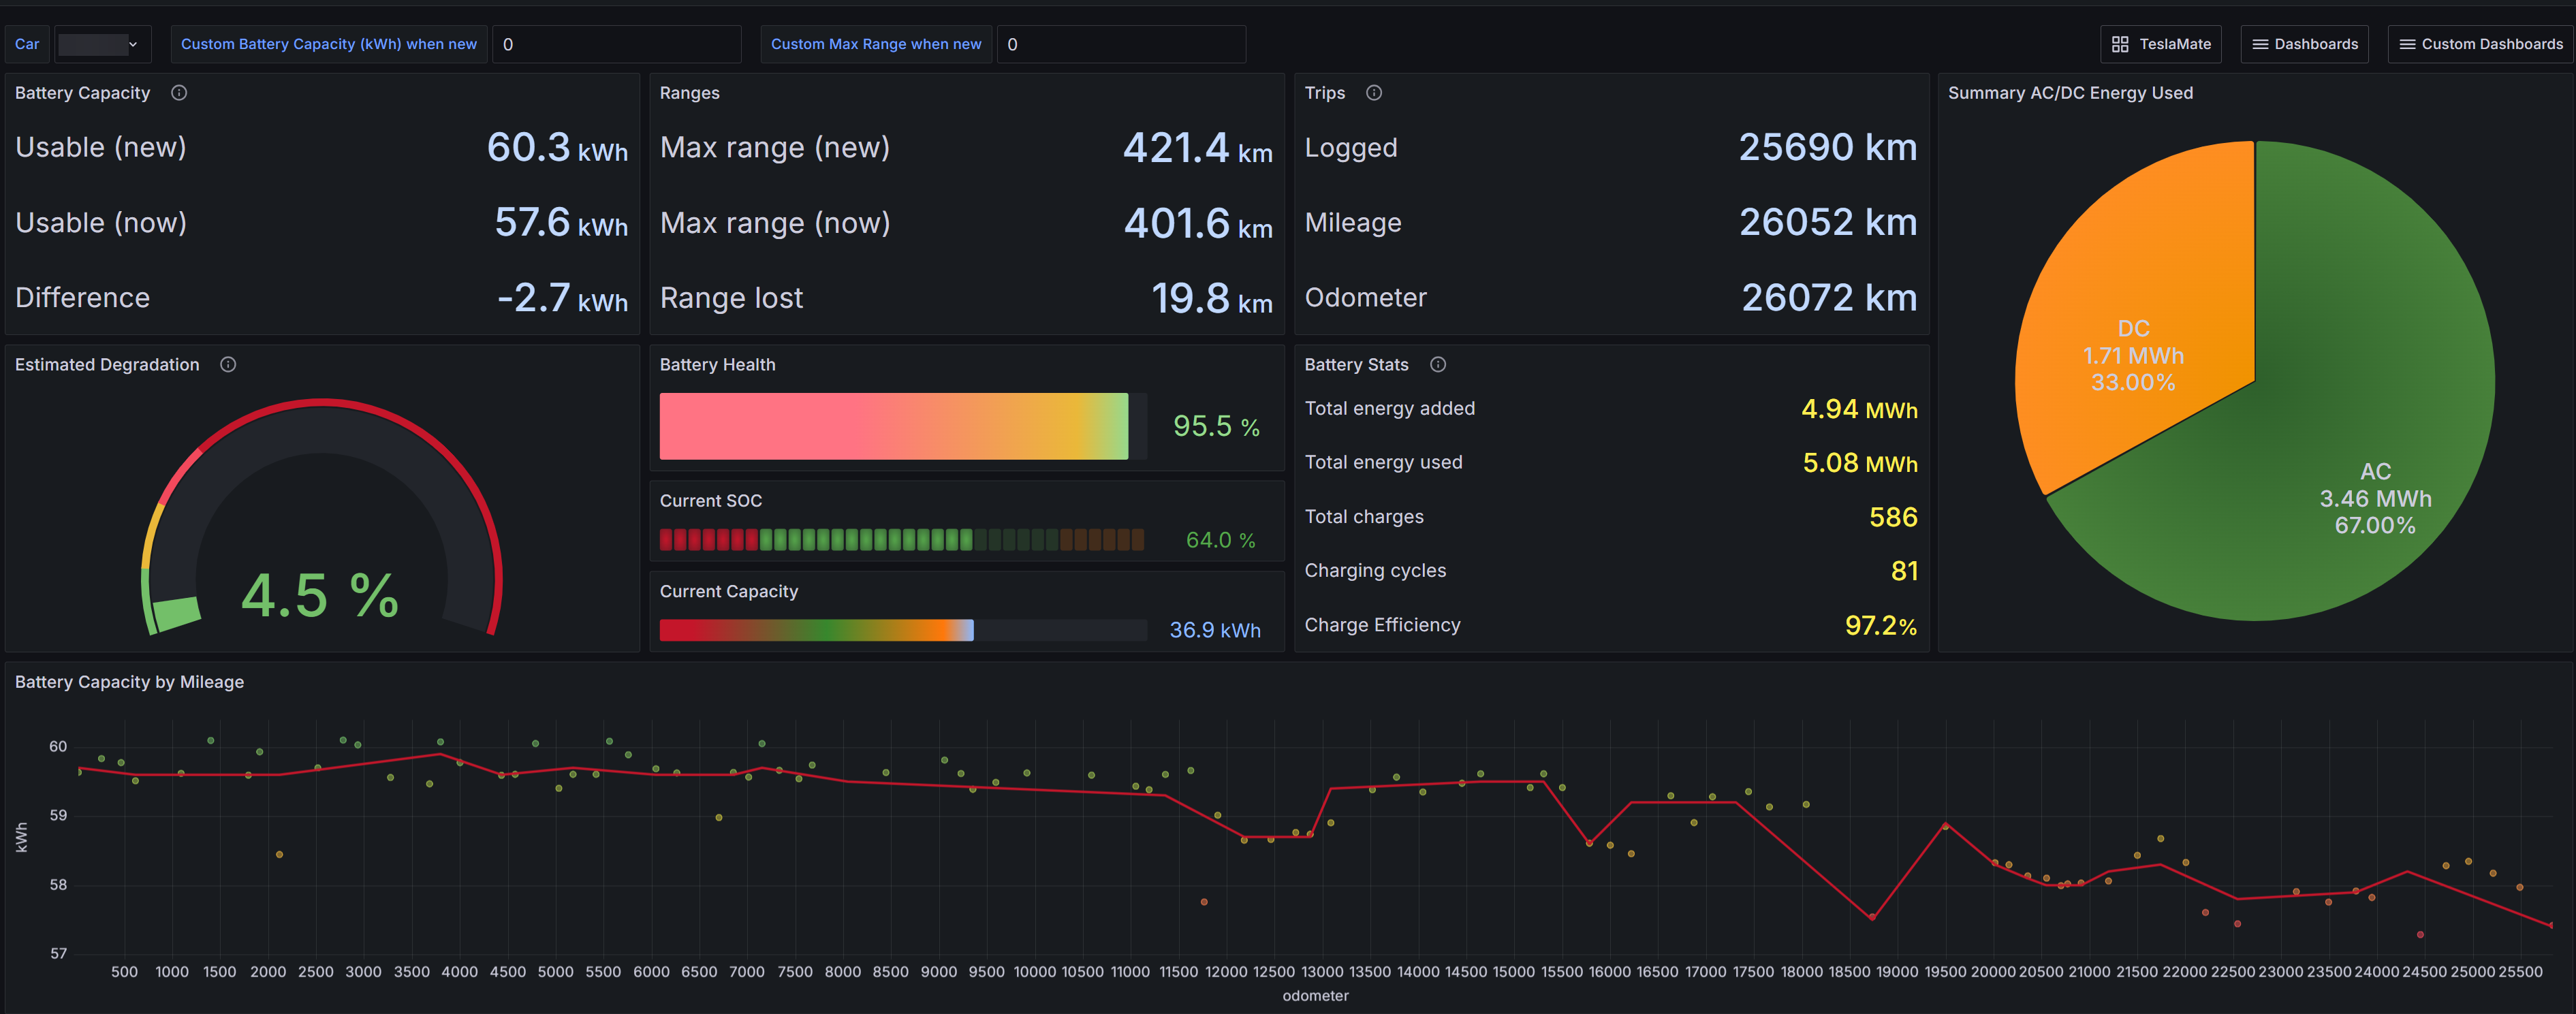 Car
Custom Battery Capacity (kWh) when new
0
Custom Max Range when new
0
TeslaMate
Dashboards
Custom Dashboards
Battery Capacity
Usable (new) 60.3 kWh
Usable (now) 57.6 kWh
Difference -2.7 kWh
Ranges
Max range (new) 421.4 km
Max range (now) 401.6 km
Range lost 19.8 km
Trips
Logged 25690 km
Mileage 26052 km
Odometer 26072 km
Summary AC/DC Energy Used
DC
1.71 MWh
33.00%
AC
3.46 MWh
67.00%
Estimated Degradation
4.5 %
Battery Health
95.5 %
Current SOC
64.0 %
Current Capacity
36.9 kWh
Battery Stats
Total energy added 4.94 MWh
Total energy used 5.08 MWh
Total charges 586
Charging cycles 81
Charge Efficiency 97.2%
Battery Capacity by Mileage
kWh
60
59
58
57
500 1000 1500 2000 2500 3000 3500 4000 4500 5000 5500 6000 6500 7000 7500 8000 8500 9000 9500 10000 10500 11000 11500 12000 12500 13000 13500 14000 14500 15000 15500 16000 16500 17000 17500 18000 18500 19000 19500 20000 20500 21000 21500 22000 22500 23000 23500 24000 24500 25000 25500
odometer